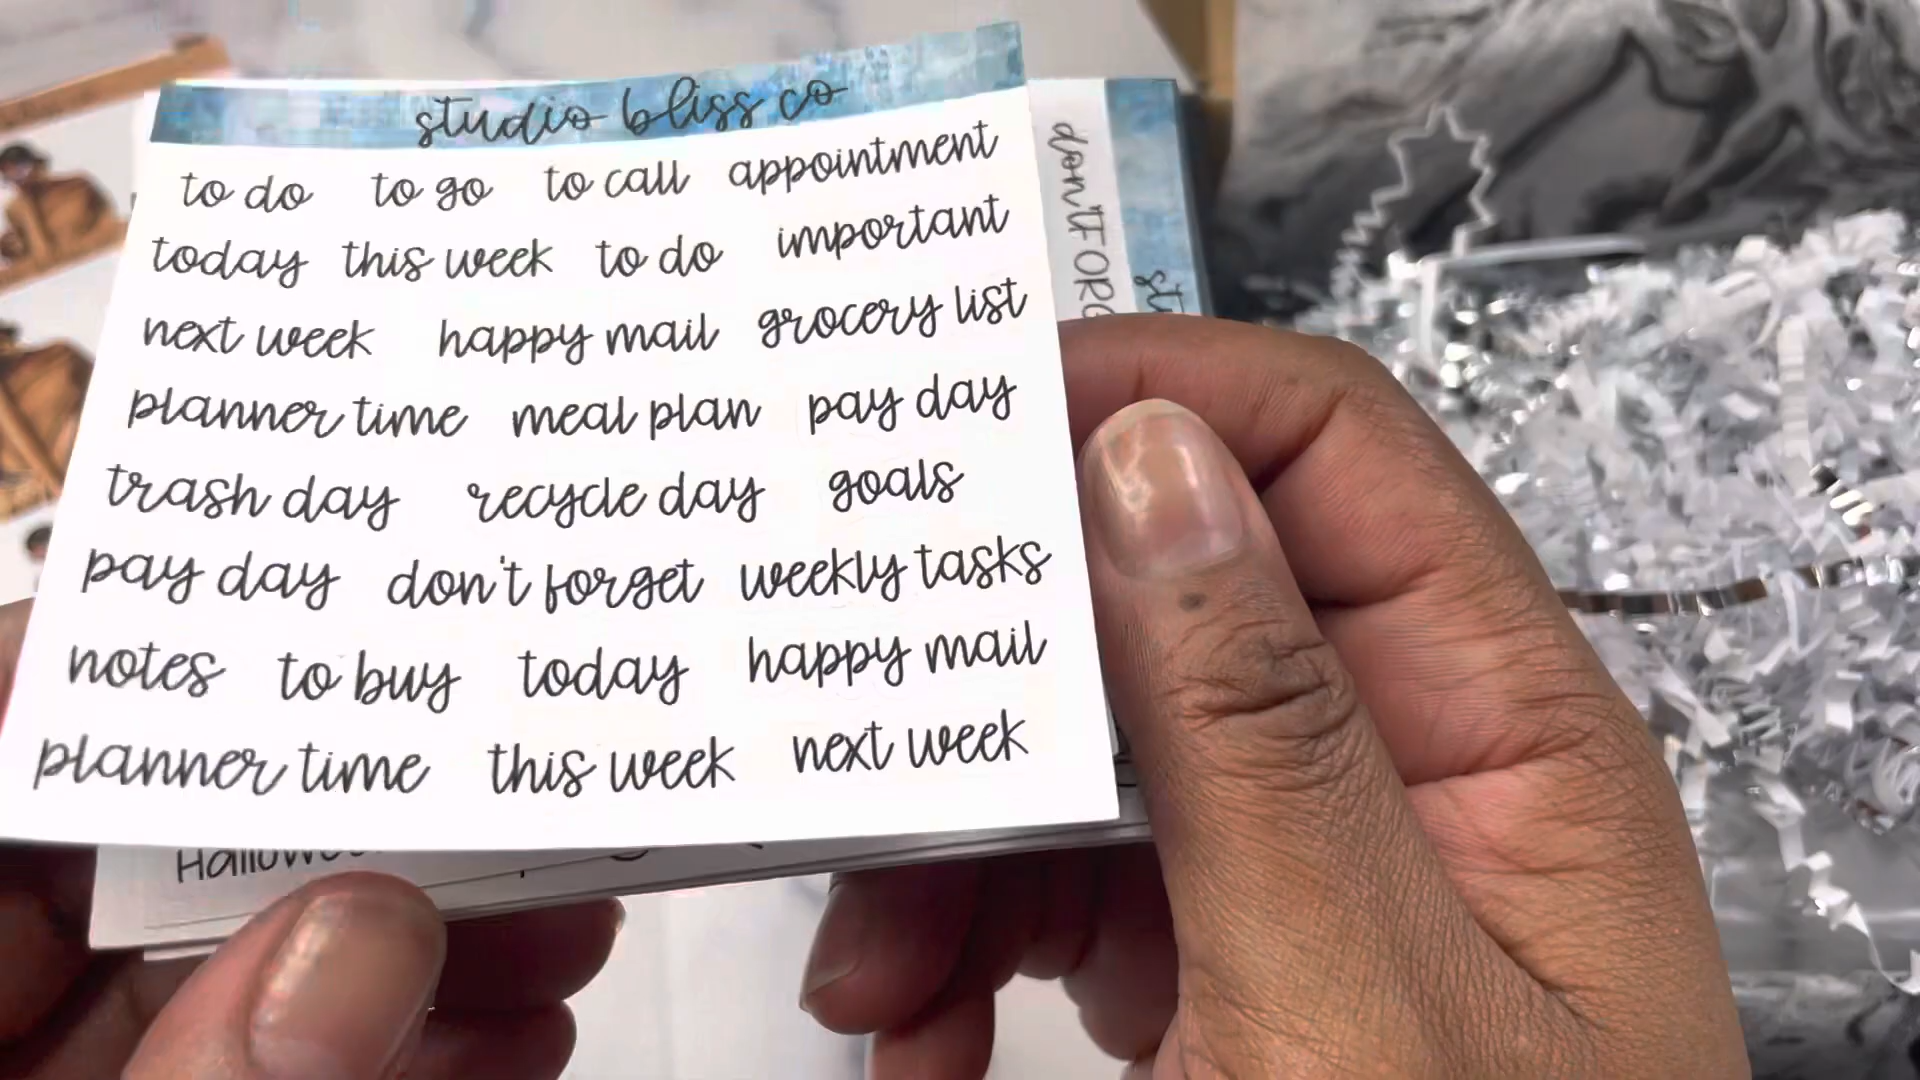 studio bliss co
to do to go to call appointment
today this week to do important
next week happy mail grocery list
planner time meal plan pay day
trash day recycle day goals
pay day don't forget weekly tasks
notes to buy today happy mail
planner time this week next week